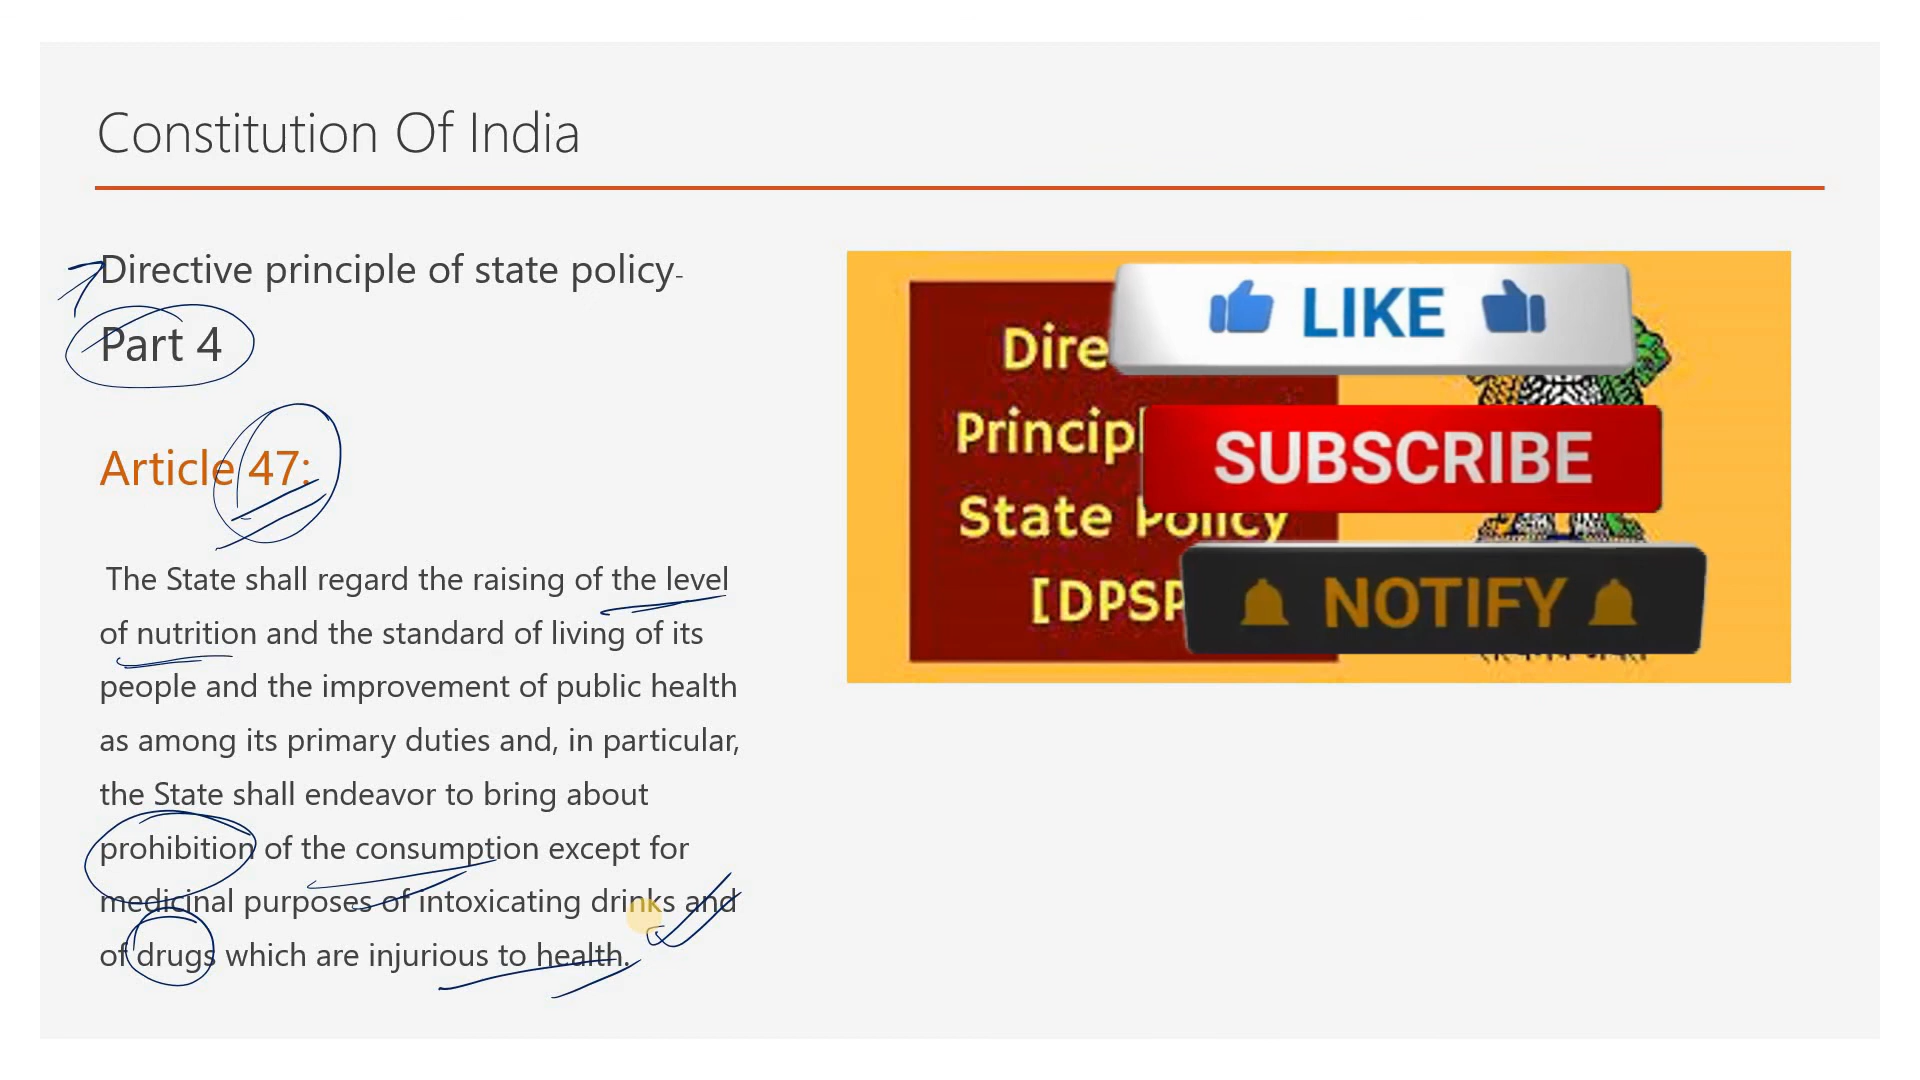 Constitution Of India
Directive principle of state policy-
Part 4
Article 47:
The State shall regard the raising of the level
of nutrition and the standard of living of its
people and the improvement of public health
as among its primary duties and, in particular,
the State shall endeavor to bring about
prohibition of the consumption except for
medicinal purposes of intoxicating drinks and
of drugs which are injurious to health.
LIKE
SUBSCRIBE
State Policy
[DPSP
NOTIFY